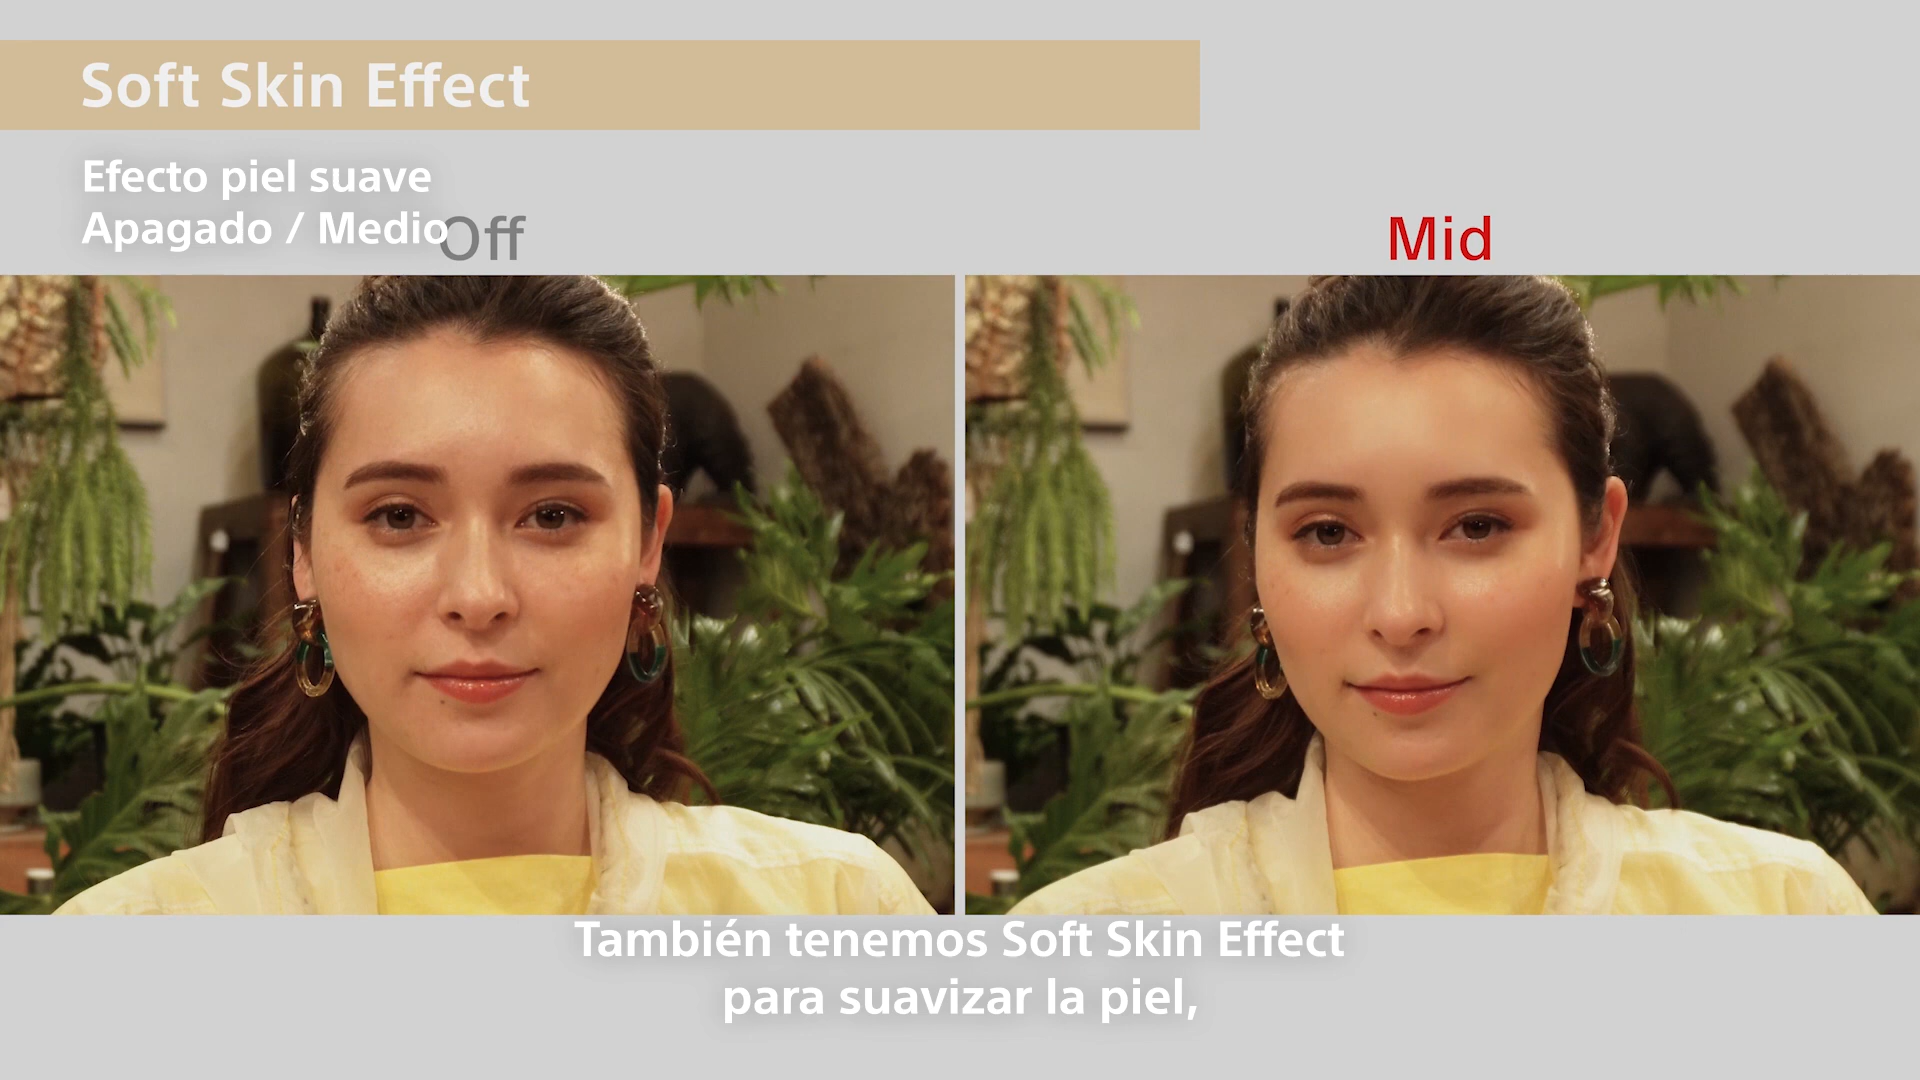 Soft Skin Effect
Efecto piel suave
Apagado / Medio
Off
Mid
También tenemos Soft Skin Effect
para suavizar la piel,